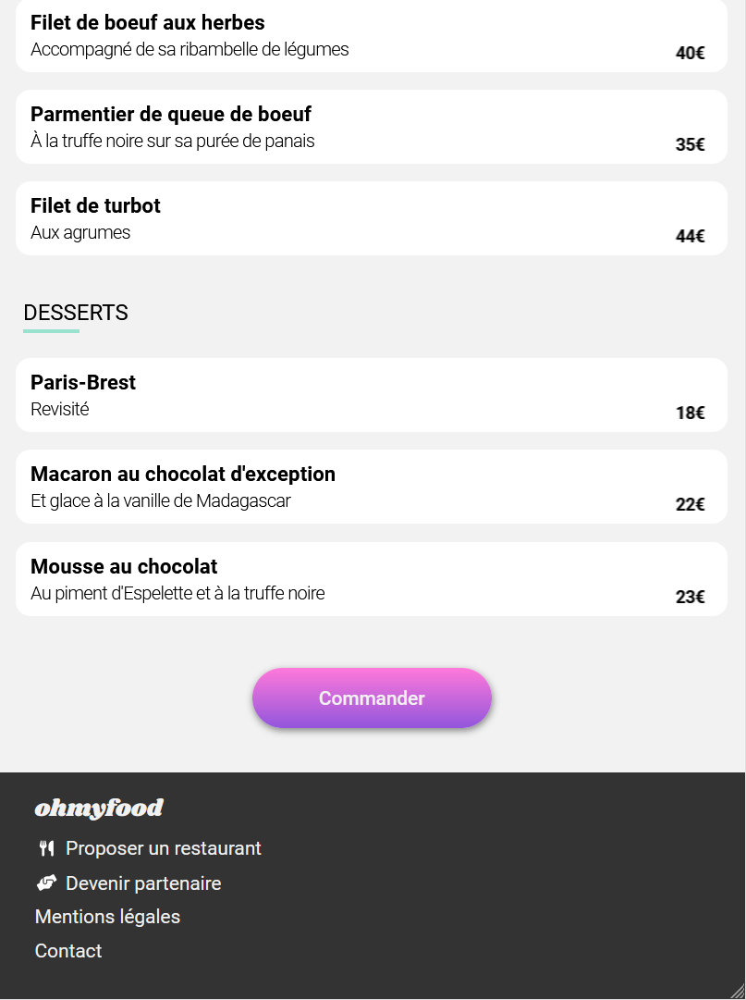 Filet de boeuf aux herbes
Accompagné de sa ribambelle de légumes
40€
Parmentier de queue de boeuf
À la truffe noire sur sa purée de panais
35€
Filet de turbot
Aux agrumes
44€
DESSERTS
Paris-Brest
Revisité
18€
Macaron au chocolat d'exception
Et glace à la vanille de Madagascar
22€
Mousse au chocolat
Au piment d'Espelette et à la truffe noire
23€
Commander
ohmyfood
Proposer un restaurant
Devenir partenaire
Mentions légales
Contact